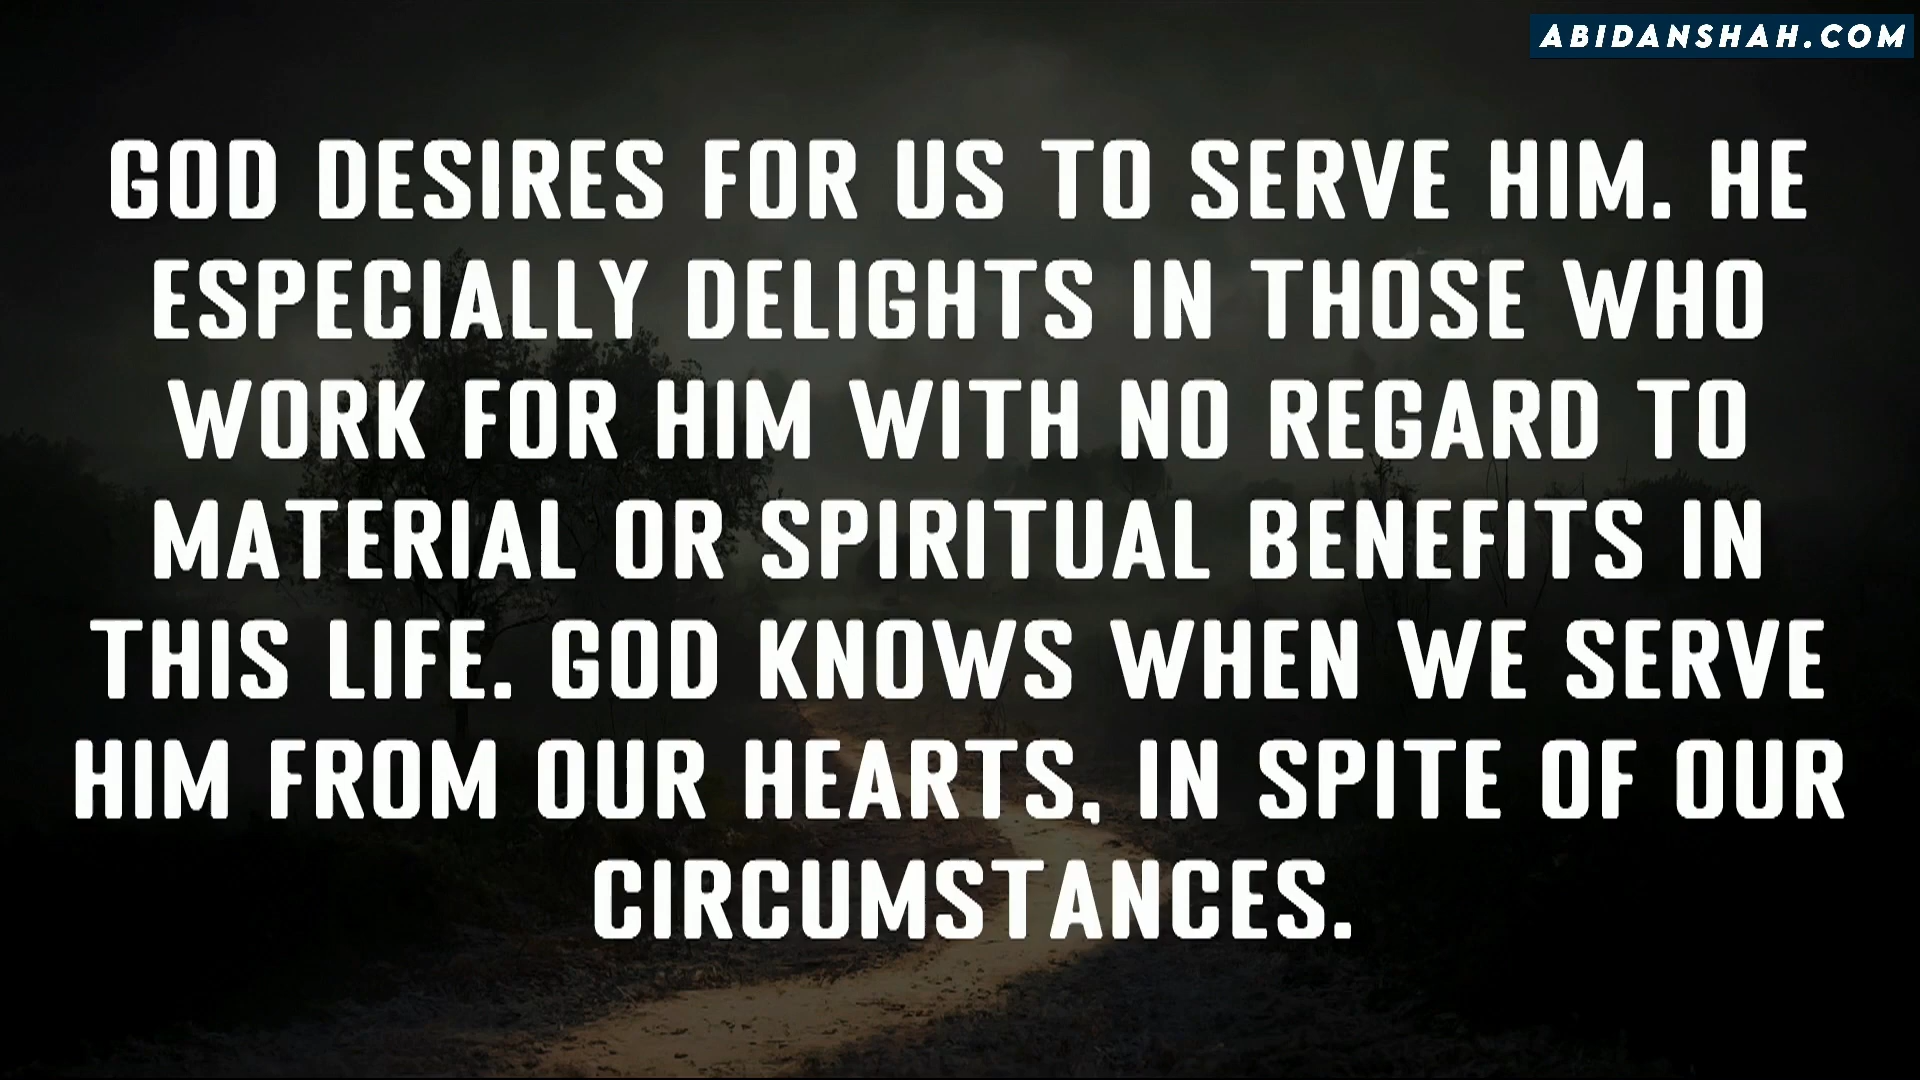 ABIDANSHAH.COM
GOD DESIRES FOR US TO SERVE HIM. HE
ESPECIALLY DELIGHTS IN THOSE WHO
WORK FOR HIM WITH NO REGARD TO
MATERIAL OR SPIRITUAL BENEFITS IN
THIS LIFE. GOD KNOWS WHEN WE SERVE
HIM FROM OUR HEARTS, IN SPITE OF OUR
CIRCUMSTANCES.